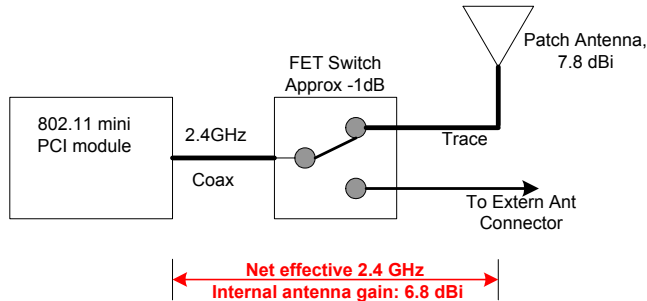 Patch Antenna,
7.8 dBi
FET Switch
Approx -1dB
802.11 mini
PCI module
2.4GHz
Coax
Trace
To Extern Ant
Connector
Net effective 2.4 GHz
Internal antenna gain: 6.8 dBi